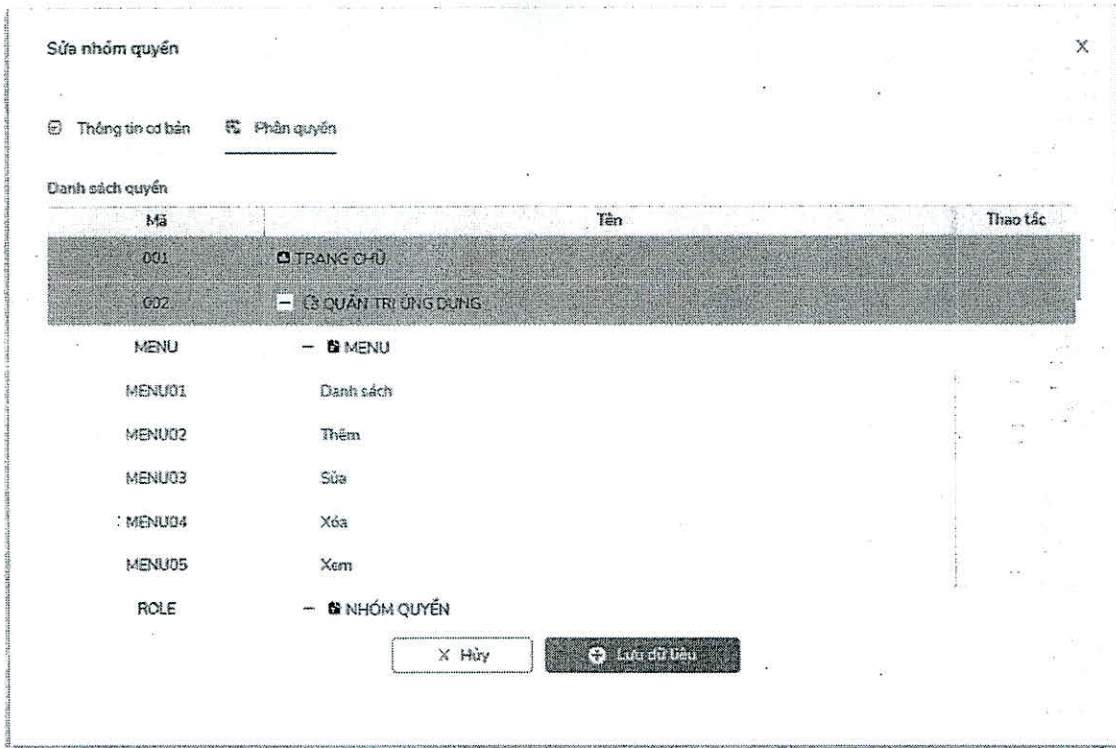 Sửa nhóm quyền X
Thông tin cơ bản Phân quyền
Danh sách quyền
Mã Tên Thao tác
001 TRANG CHỦ
002 QUẢN TRỊ ỨNG DỤNG
MENU MENU
MENU01 Danh sách
MENU02 Thêm
MENU03 Sửa
MENU04 Xóa
MENU05 Xem
ROLE NHÓM QUYỀN
X Hủy Lưu dữ liệu